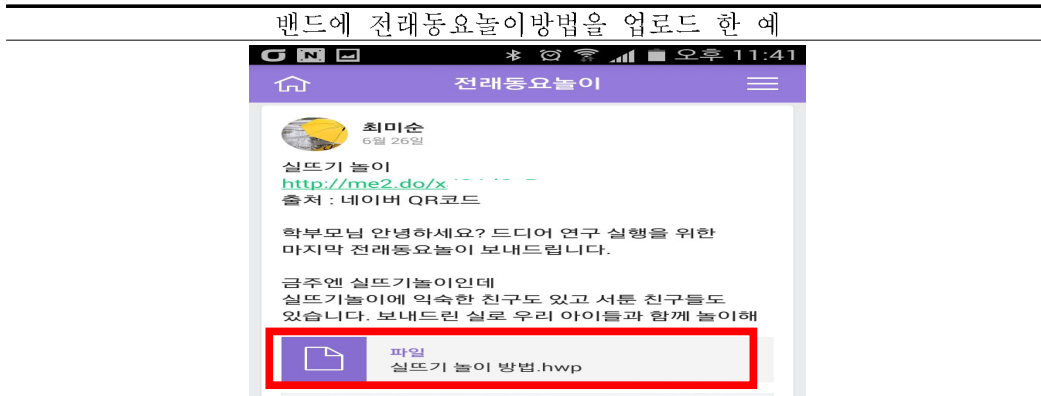 밴드에 전래동요놀이방법을 업로드 한 예
오후 11:41
전래동요놀이
최미순
6월 26일
실뜨기 놀이
http://me2.do/x
출처 : 네이버 QR코드
학부모님 안녕하세요? 드디어 연구 실행을 위한
마지막 전래동요놀이 보내드립니다.
금주엔 실뜨기놀이인데
실뜨기놀이에 익숙한 친구도 있고 서툰 친구들도
있습니다. 보내드린 실로 우리 아이들과 함께 놀이해
파일
실뜨기 놀이 방법.hwp